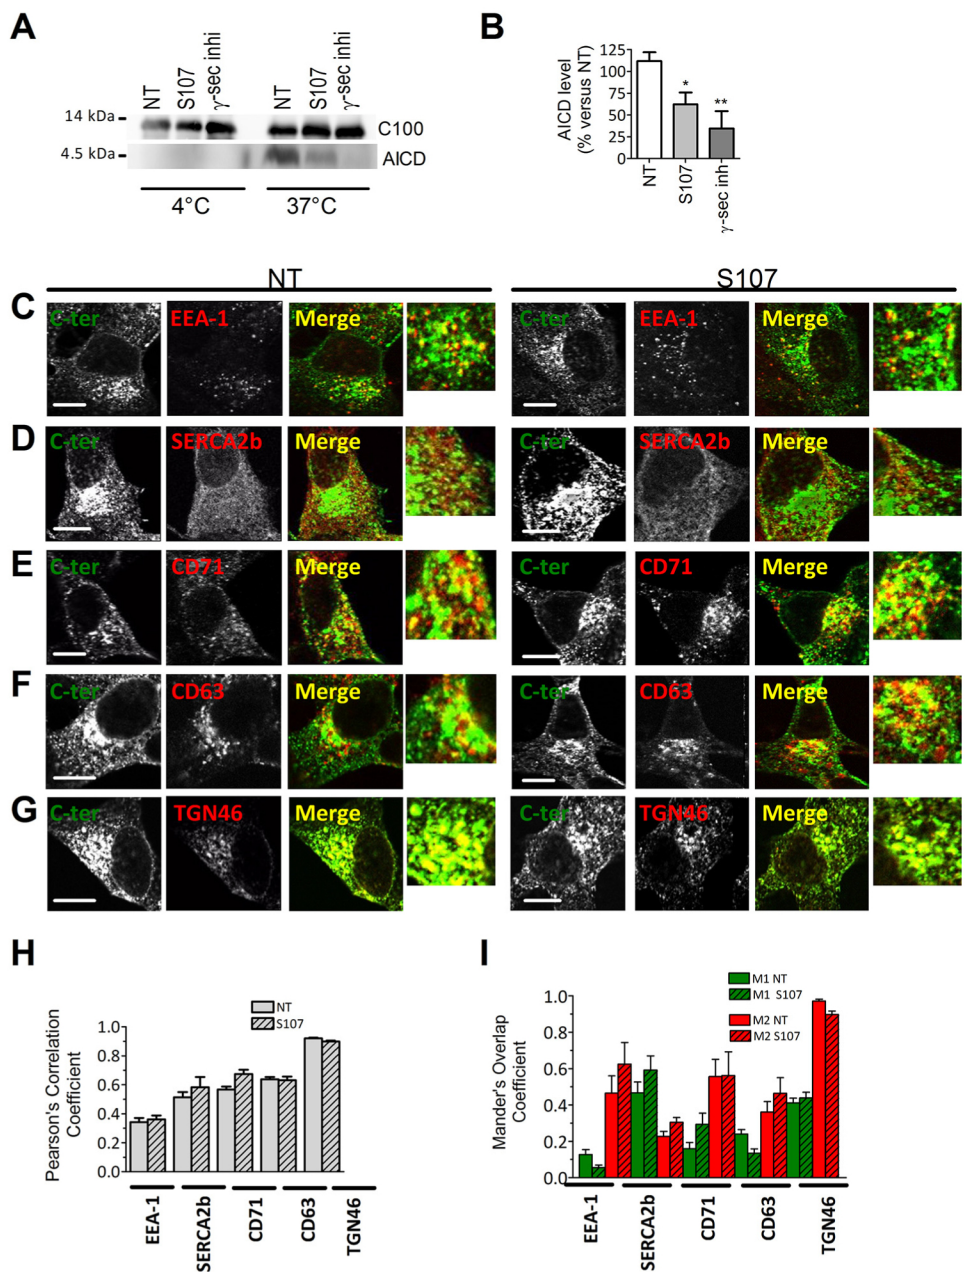 A
NT
S107
γ-sec inhi
NT
S107
γ-sec inhi
14 kDa
C100
4.5 kDa
AICD
4°C
37°C
B
AICD level
(% versus NT)
125
100
75
50
25
0
*
**
NT
S107
γ-sec inh
NT
S107
C
C-ter
EEA-1
Merge
C-ter
EEA-1
Merge
D
C-ter
SERCA2b
Merge
C-ter
SERCA2b
Merge
E
C-ter
CD71
Merge
C-ter
CD71
Merge
F
C-ter
CD63
Merge
C-ter
CD63
Merge
G
C-ter
TGN46
Merge
C-ter
TGN46
Merge
H
NT
S107
Pearson's Correlation
Coefficient
1.0
0.8
0.6
0.4
0.2
0.0
EEA-1
SERCA2b
CD71
CD63
TGN46
I
M1 NT
M1 S107
M2 NT
M2 S107
Mander's Overlap
Coefficient
1.0
0.8
0.6
0.4
0.2
0.0
EEA-1
SERCA2b
CD71
CD63
TGN46